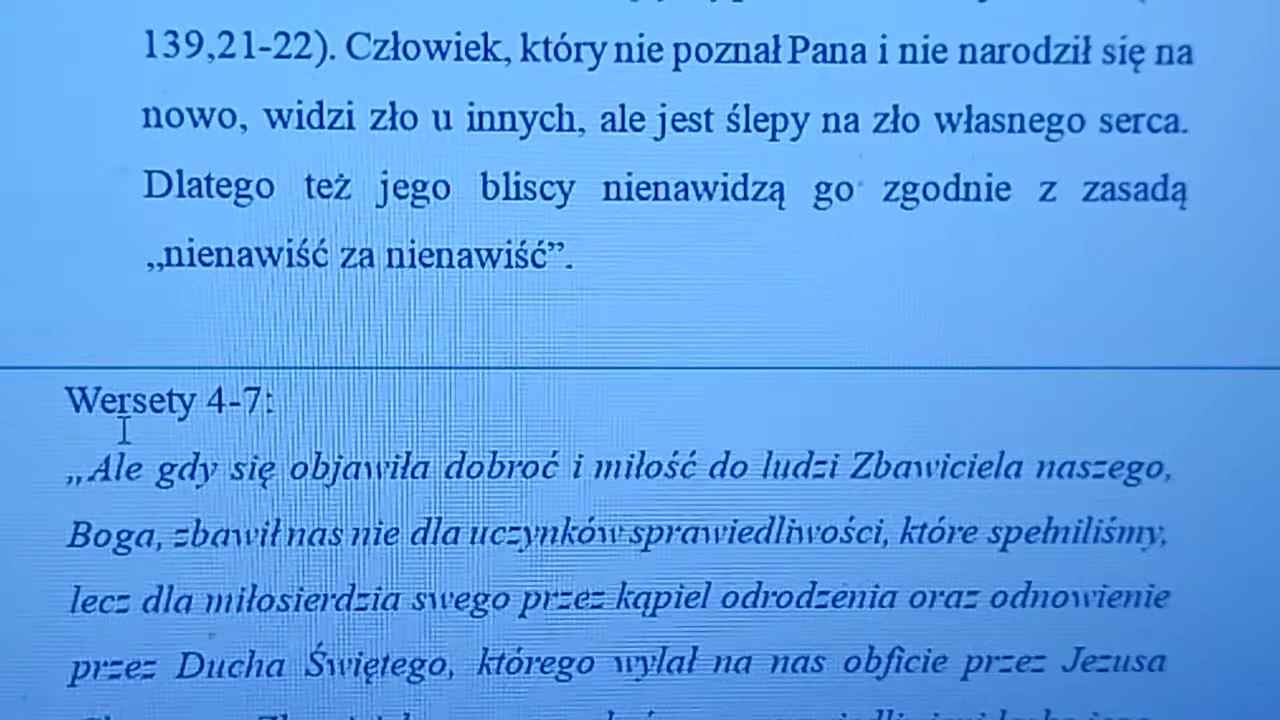 139,21-22). Człowiek, który nie poznał Pana i nie narodził się na
nowo, widzi zło u innych, ale jest ślepy na zło własnego serca.
Dlatego też jego bliscy nienawidzą go zgodnie z zasadą
„nienawiść za nienawiść”.
Wersety 4-7:
„Ale gdy się objawiła dobroć i miłość do ludzi Zbawiciela naszego,
Boga, zbawił nas nie dla uczynków sprawiedliwości, które spełniliśmy,
lecz dla miłosierdzia swego przez kąpiel odrodzenia oraz odnowienie
przez Ducha Świętego, którego wylał na nas obficie przez Jezusa